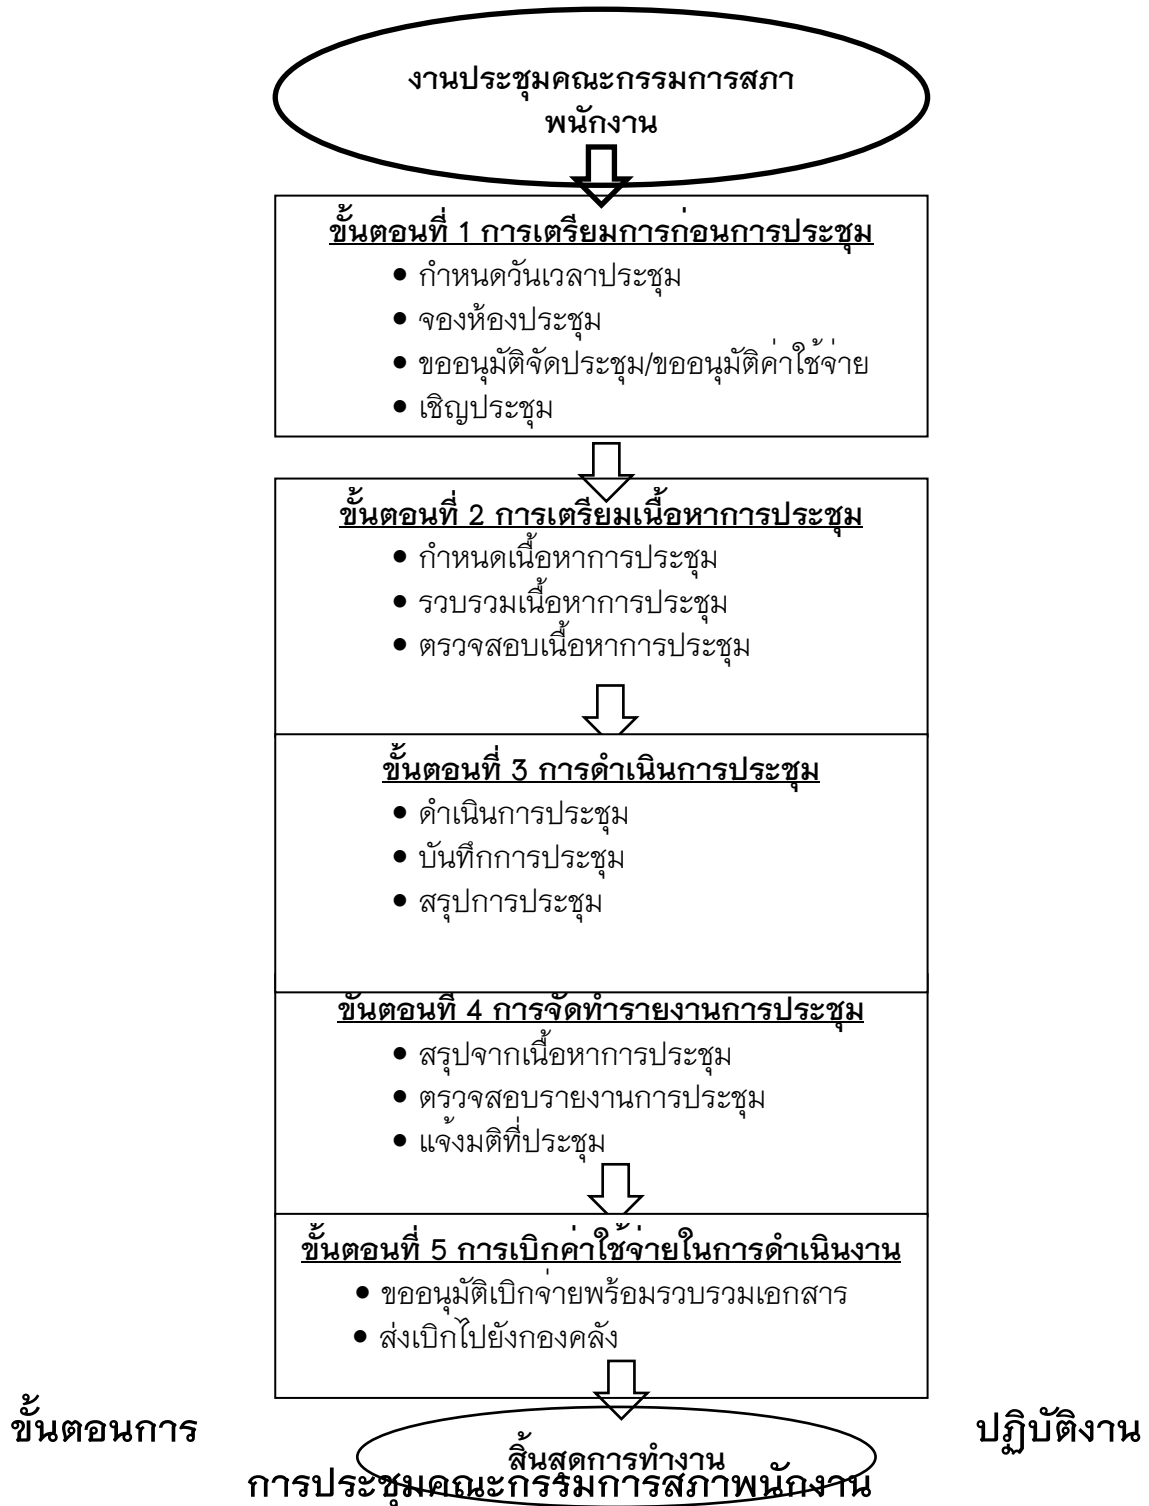 งานประชุมคณะกรรมการสภา
พนักงาน
ขั้นตอนที่ 1 การเตรียมการก่อนการประชุม
• กำหนดวันเวลาประชุม
• จองห้องประชุม
• ขออนุมัติจัดประชุม/ขออนุมัติค่าใช้จ่าย
• เชิญประชุม
ขั้นตอนที่ 2 การเตรียมเนื้อหาการประชุม
• กำหนดเนื้อหาการประชุม
• รวบรวมเนื้อหาการประชุม
• ตรวจสอบเนื้อหาการประชุม
ขั้นตอนที่ 3 การดำเนินการประชุม
• ดำเนินการประชุม
• บันทึกการประชุม
• สรุปการประชุม
ขั้นตอนที่ 4 การจัดทำรายงานการประชุม
• สรุปจากเนื้อหาการประชุม
• ตรวจสอบรายงานการประชุม
• แจ้งมติที่ประชุม
ขั้นตอนที่ 5 การเบิกค่าใช้จ่ายในการดำเนินงาน
• ขออนุมัติเบิกจ่ายพร้อมรวบรวมเอกสาร
• ส่งเบิกไปยังกองคลัง
ขั้นตอนการ ปฏิบัติงาน
สิ้นสุดการทำงาน
การประชุมคณะกรรมการสภาพนักงาน